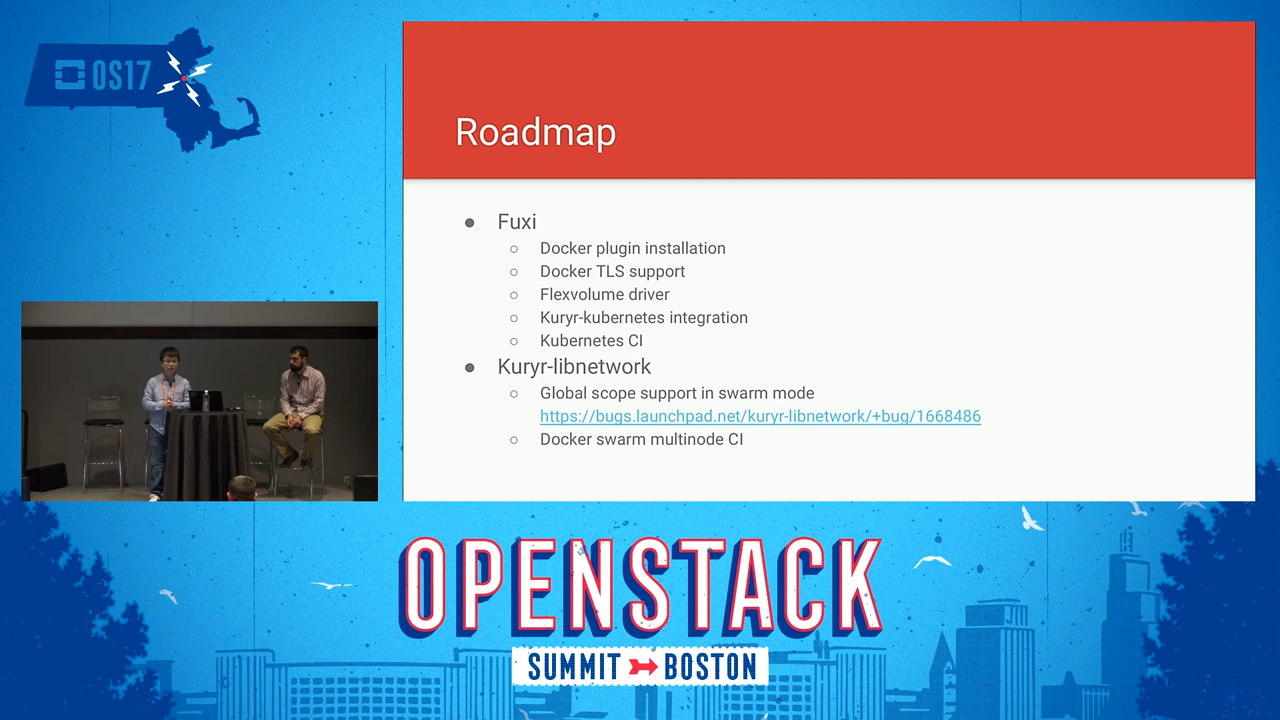 OS17
Roadmap
● Fuxi
○ Docker plugin installation
○ Docker TLS support
○ Flexvolume driver
○ Kuryr-kubernetes integration
○ Kubernetes CI
● Kuryr-libnetwork
○ Global scope support in swarm mode
https://bugs.launchpad.net/kuryr-libnetwork/+bug/1668486
○ Docker swarm multinode CI
OPENSTACK
SUMMIT BOSTON